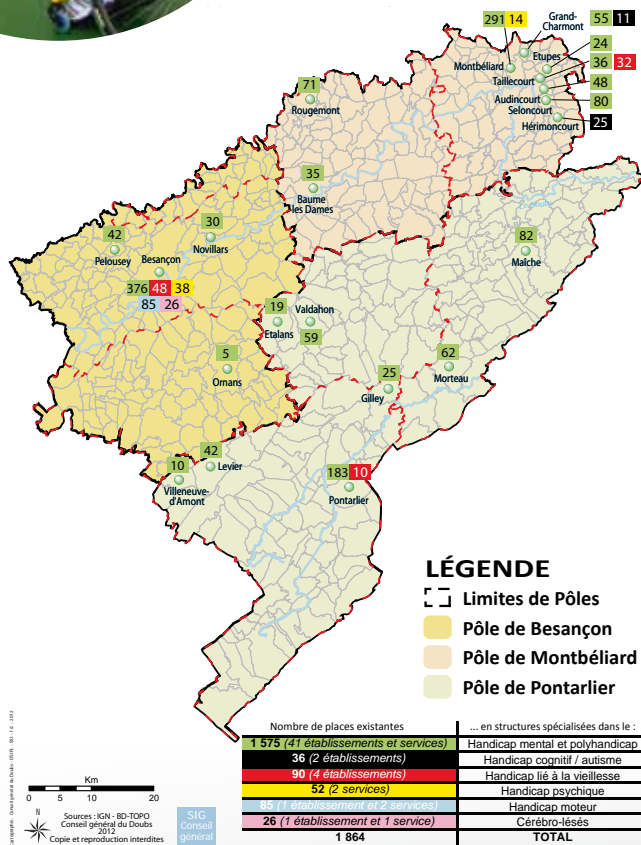 291 14
Grand-
Charmont
55 11
Etupes
24
Montbéliard
36 32
Taillecourt
48
Audincourt
80
Seloncourt
Hérimoncourt
25
71
Rougemont
35
Baume
les Dames
42
Pelousey
30
Novillars
Besançon
376 48 38
85 26
82
Maîche
19
Etalans
Valdahon
59
5
Ornans
25
Gilley
62
Morteau
10
Villeneuve-
d'Amont
42
Levier
183 10
Pontarlier
LÉGENDE
Limites de Pôles
Pôle de Besançon
Pôle de Montbéliard
Pôle de Pontarlier
Nombre de places existantes ... en structures spécialisées dans le :
1 575 (41 établissements et services) Handicap mental et polyhandicap
36 (2 établissements) Handicap cognitif / autisme
90 (4 établissements) Handicap lié à la vieillesse
52 (2 services) Handicap psychique
85 (1 établissement et 2 services) Handicap moteur
26 (1 établissement et 1 service) Cérébro-lésés
1 864 TOTAL
Km
0 5 10 20
Sources : IGN - BD-TOPO
Conseil général du Doubs
2012
Copie et reproduction interdites
SIG
Conseil
général